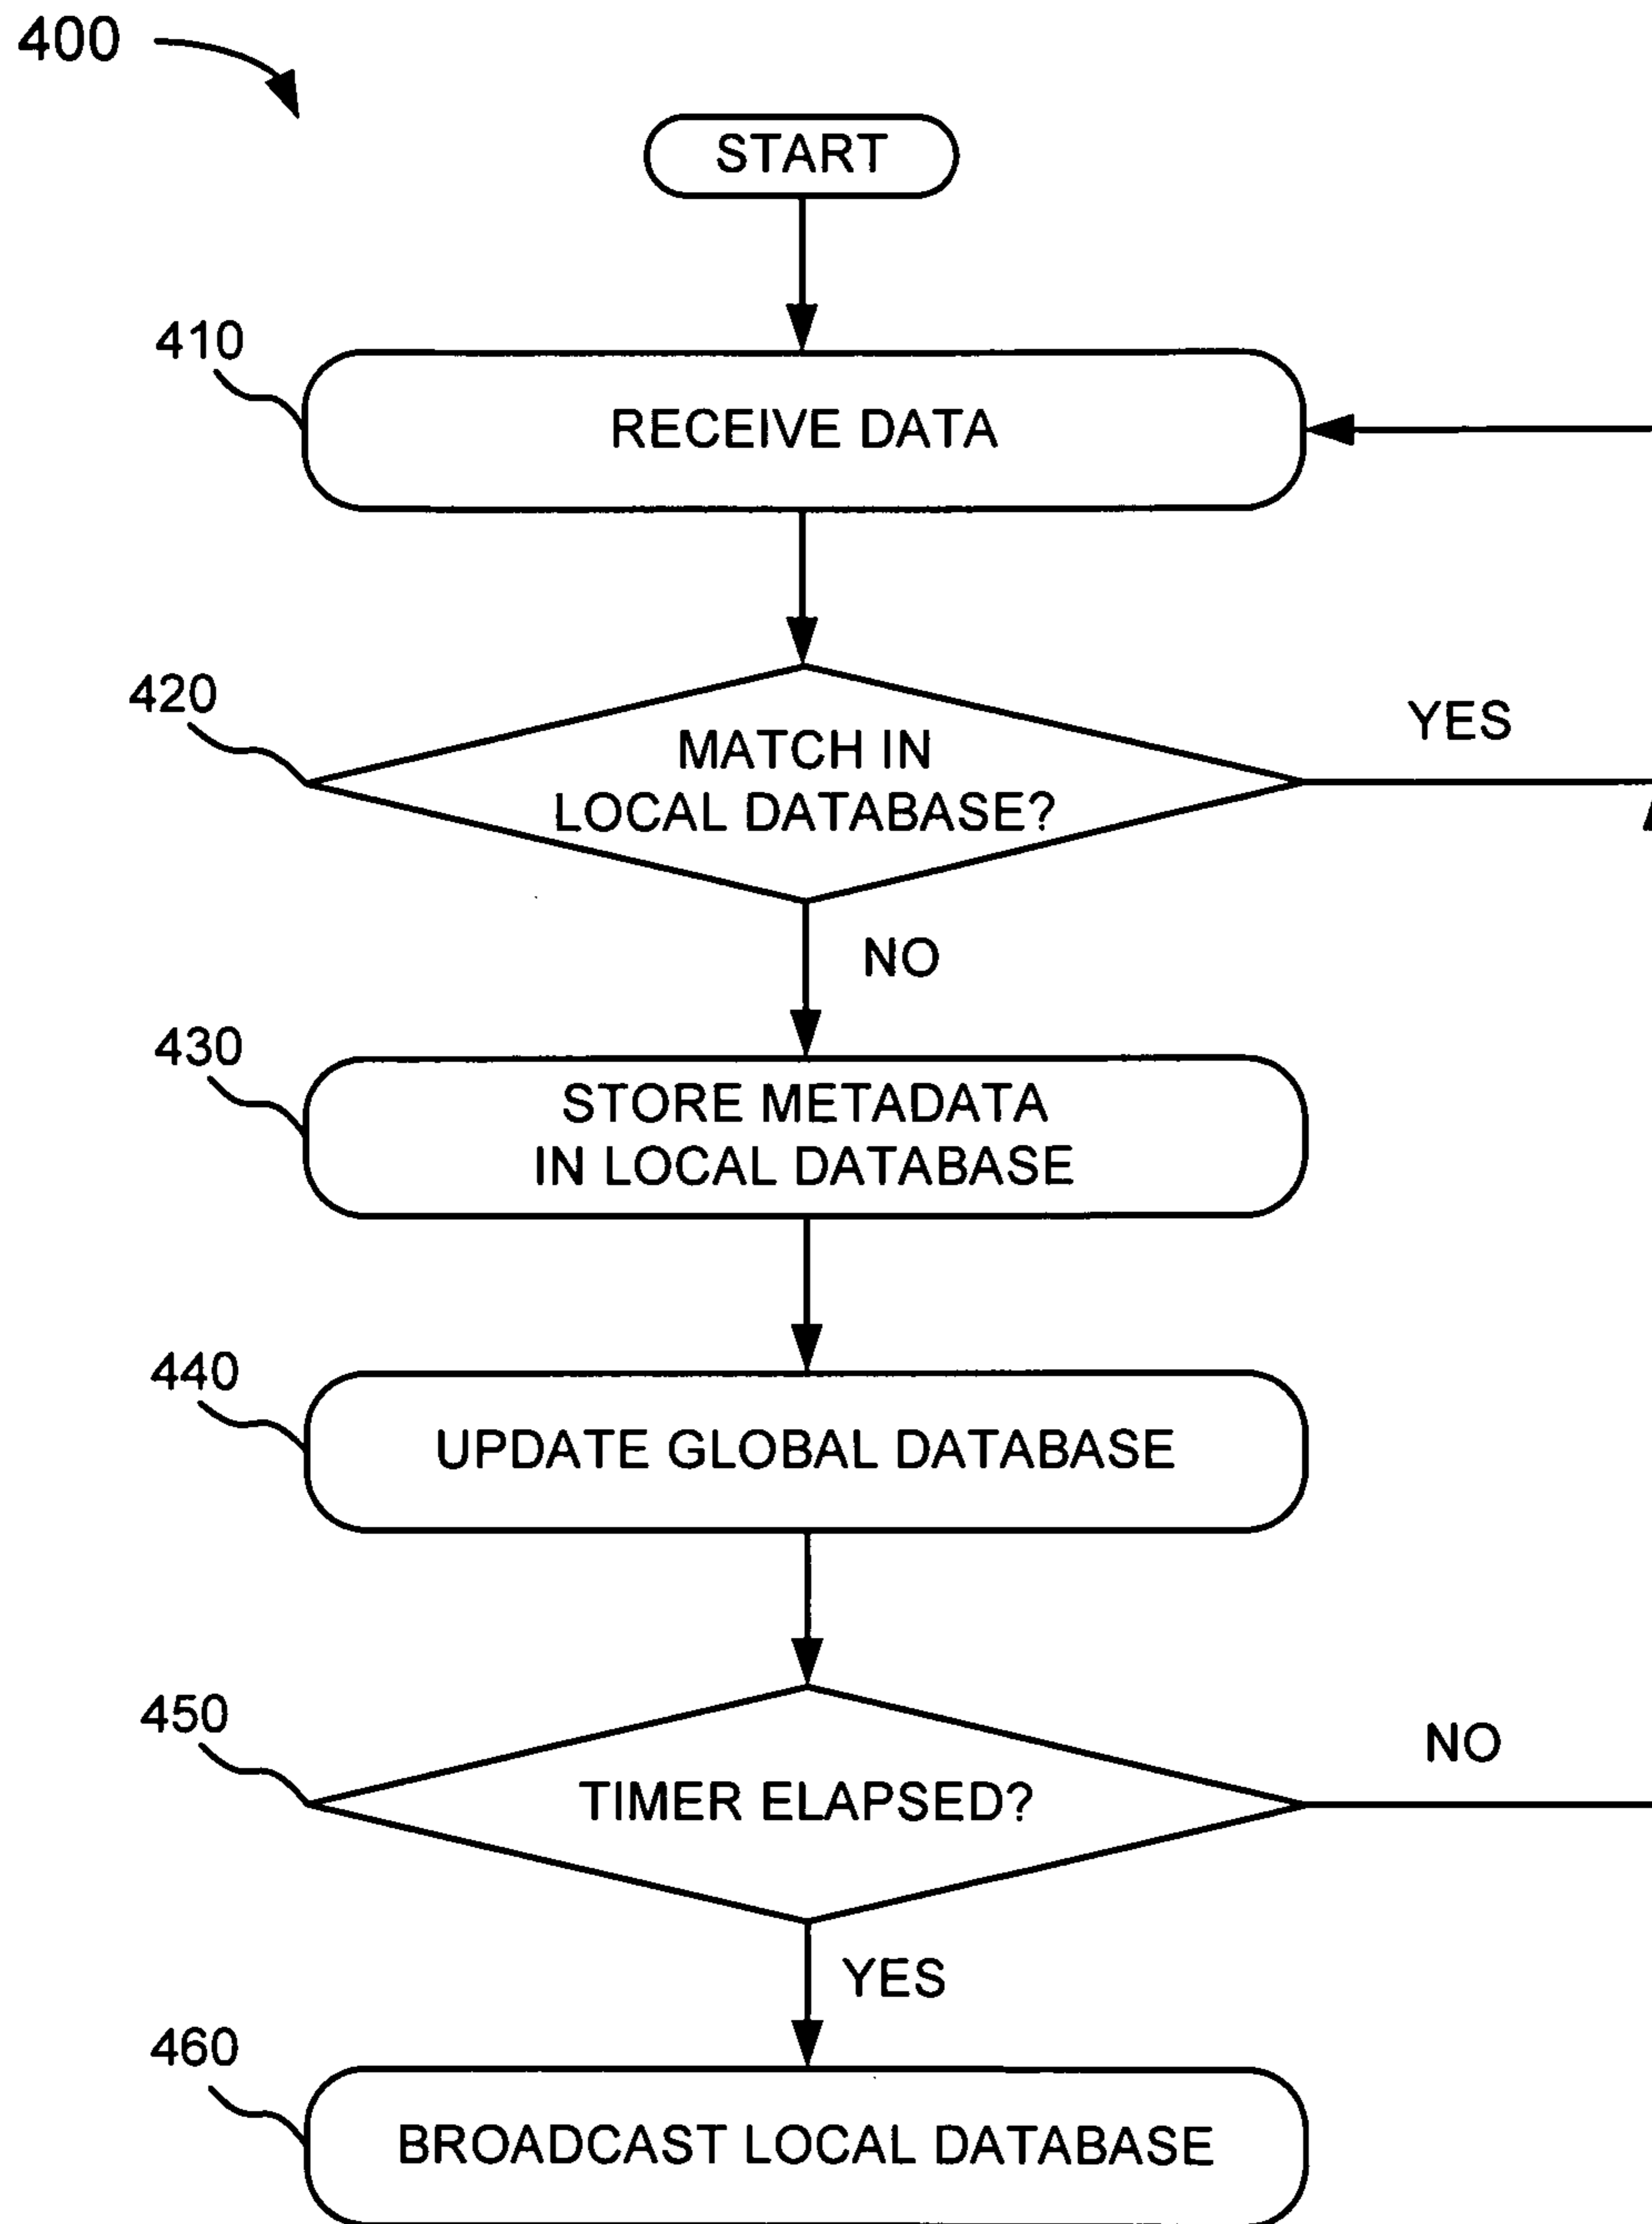 400
START
410
RECEIVE DATA
420
MATCH IN
LOCAL DATABASE?
YES
NO
430
STORE METADATA
IN LOCAL DATABASE
440
UPDATE GLOBAL DATABASE
450
TIMER ELAPSED?
NO
YES
460
BROADCAST LOCAL DATABASE